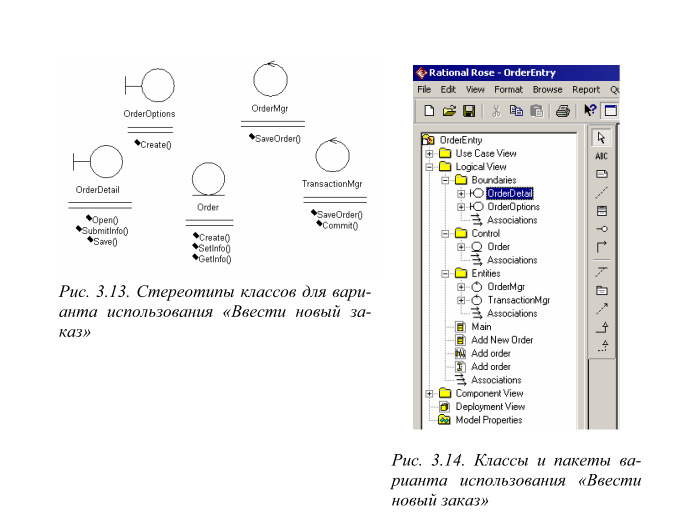 OrderOptions
Create()
OrderMgr
SaveOrder()
OrderDetail
Open()
SubmitInfo()
Save()
Order
Create()
SetInfo()
GetInfo()
TransactionMgr
SaveOrder()
Commit()
Рис. 3.13. Стереотипы классов для вари-
анта использования «Ввести новый за-
каз»
Rational Rose - OrderEntry
File Edit View Format Browse Report Qu
ABC
OrderEntry
Use Case View
Logical View
Boundaries
OrderDetail
OrderOptions
Associations
Control
Order
Associations
Entities
OrderMgr
TransactionMgr
Associations
Main
Add New Order
Add order
Add order
Associations
Component View
Deployment View
Model Properties
Рис. 3.14. Классы и пакеты ва-
рианта использования «Ввести
новый заказ»